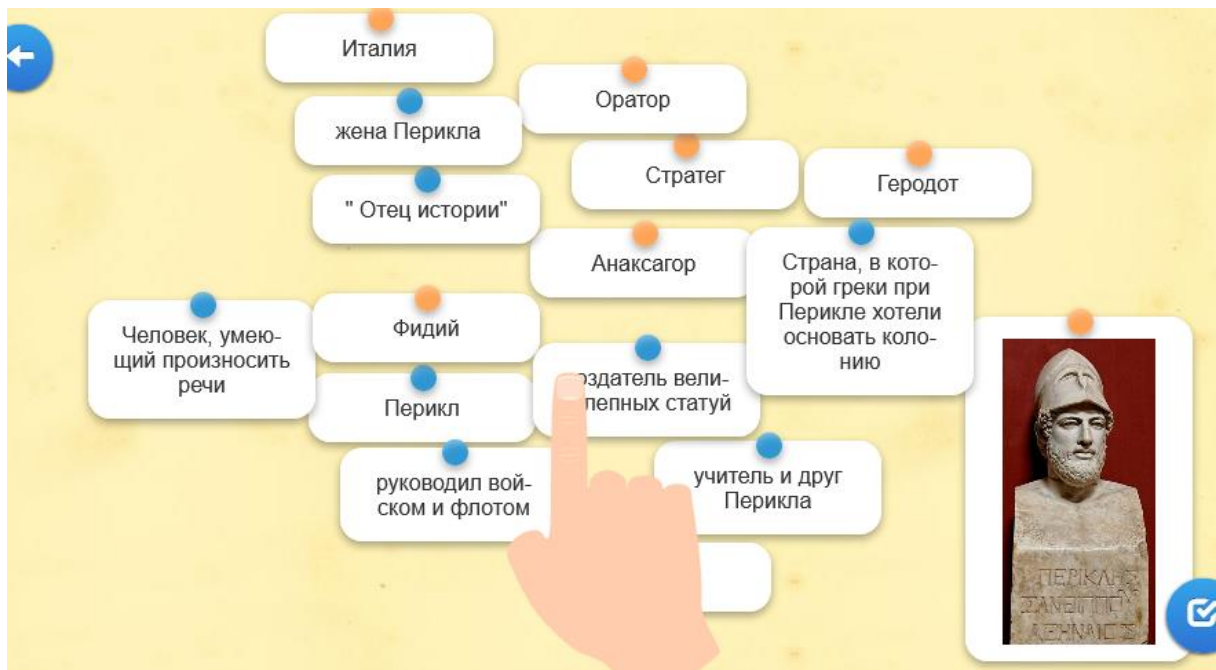 Италия
Оратор
жена Перикла
Стратег
Геродот
" Отец истории"
Анаксагор
Страна, в кото-
рой греки при
Перикле хотели
основать коло-
нию
Человек, умею-
щий произносить
речи
Фидий
Перикл
оздатель вели-
лепных статуй
руководил вой-
ском и флотом
учитель и друг
Перикла
ΠΕΡΙΚΛΗΣ
ΞΑΝΘΙΠΠΟΥ
ΑΘΗΝΑΙΟΣ